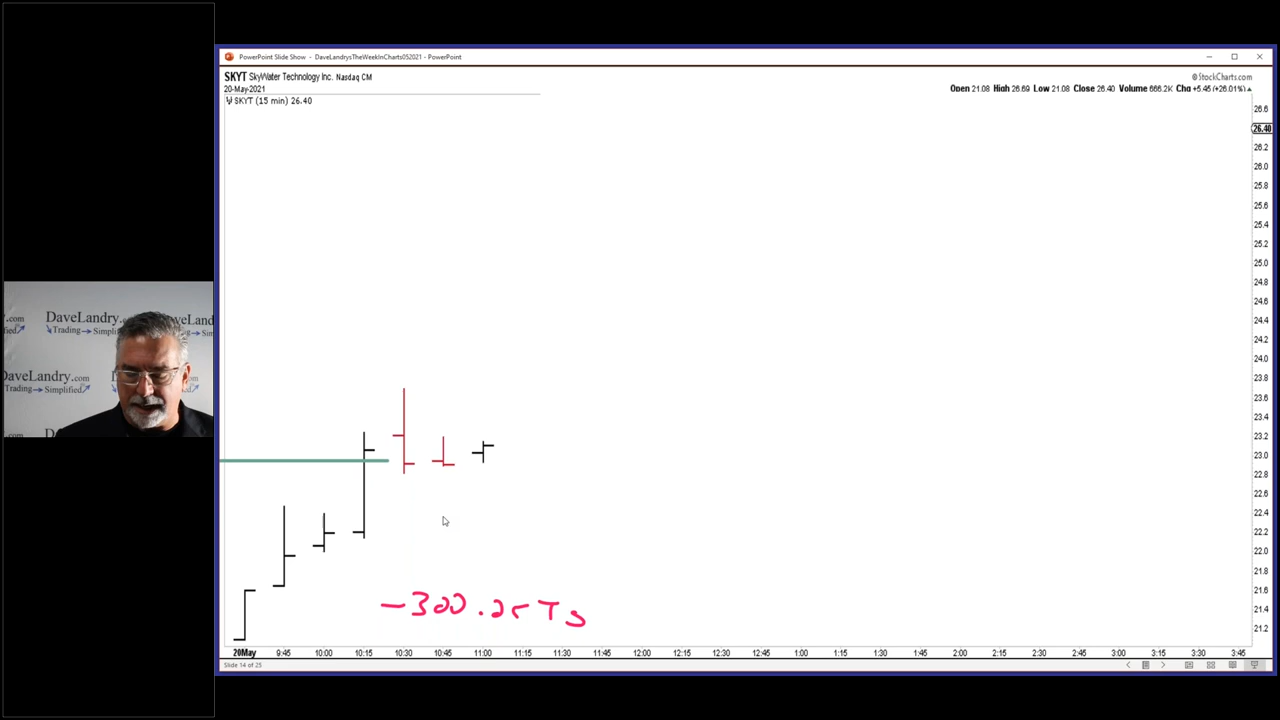 PowerPoint Slide Show - DaveLandrysTheWeekInCharts052021 - PowerPoint
SKYT SkyWater Technology Inc. Nasdaq CM
© StockCharts.com
20-May-2021
Open 21.08 High 26.69 Low 21.08 Close 26.40 Volume 666.2K Chg +5.45 (+26.01%)
SKYT (15 min) 26.40
26.6
26.40
26.2
26.0
25.8
25.6
25.4
25.2
25.0
24.8
24.6
24.4
24.2
24.0
23.8
23.6
23.4
23.2
23.0
22.8
22.6
22.4
22.2
22.0
21.8
21.6
21.4
21.2
DaveLandry.com
Trading → Simplified
DaveLandry.com
Trading → Simplified
-300 .25 TS
20May 9:45 10:00 10:15 10:30 10:45 11:00 11:15 11:30 11:45 12:00 12:15 12:30 12:45 1:00 1:15 1:30 1:45 2:00 2:15 2:30 2:45 3:00 3:15 3:30 3:45
Slide 14 of 25